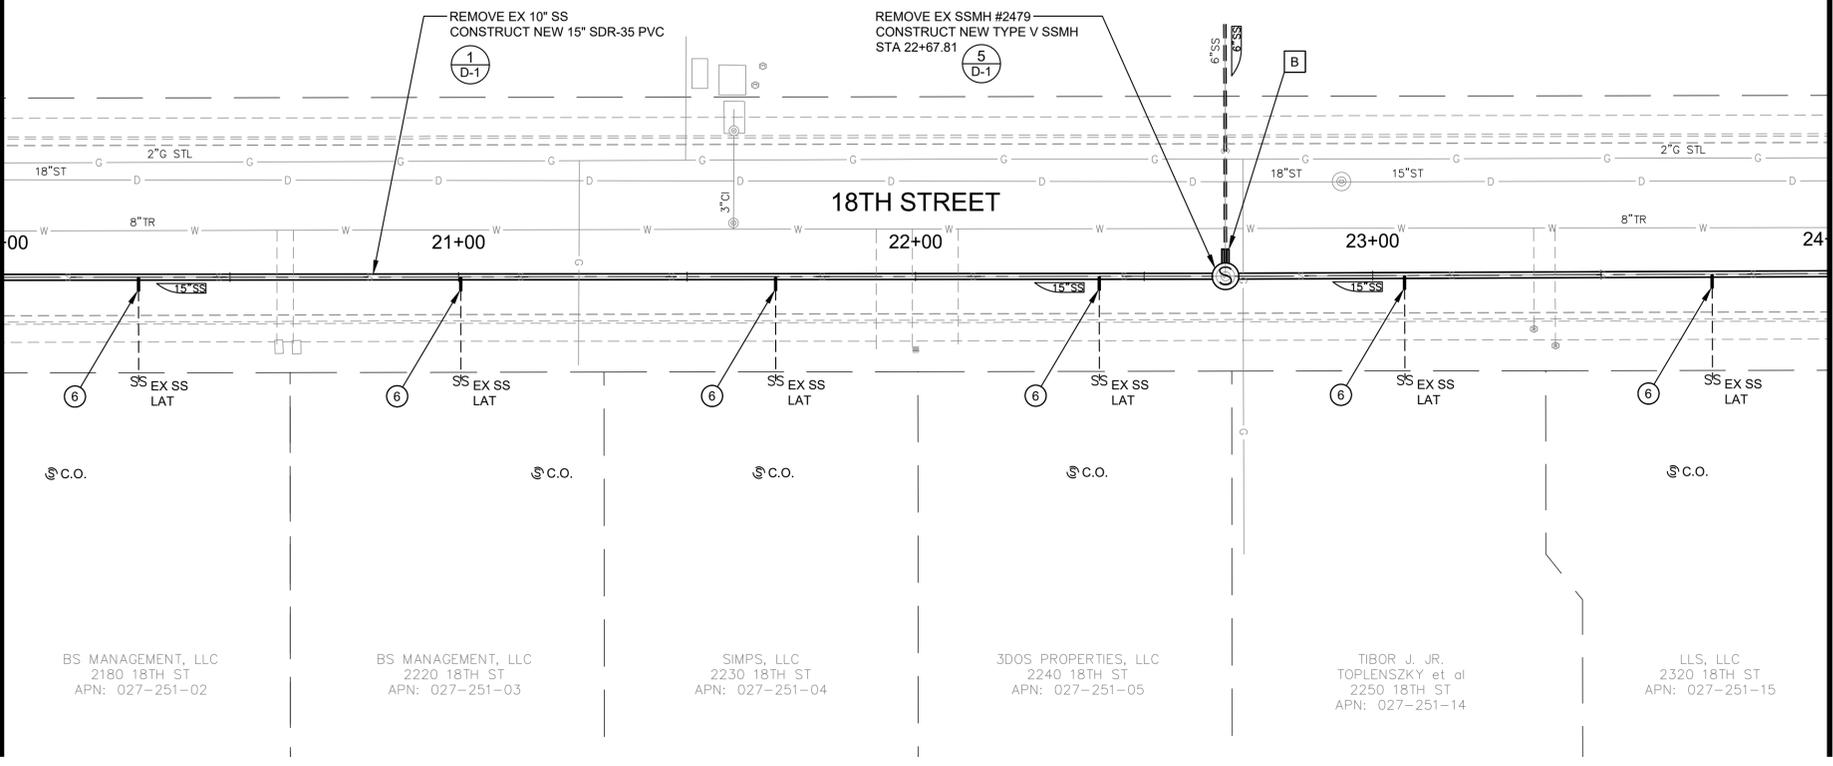 REMOVE EX 10" SS
CONSTRUCT NEW 15" SDR-35 PVC
1
D-1
REMOVE EX SSMH #2479
CONSTRUCT NEW TYPE V SSMH
STA 22+67.81
5
D-1
6"SS
6"SS
B
2"G STL
G G G G G G G G G G G G
2"G STL
18"ST
D D D D D D D D D D D D
18"ST
15"ST
3"CI
18TH STREET
8"TR
W W W W W W W W W W W W
8"TR
+00
21+00
22+00
23+00
24+
G
S
15"SS
15"SS
15"SS
6
SS EX SS
LAT
6
SS EX SS
LAT
6
SS EX SS
LAT
6
SS EX SS
LAT
6
SS EX SS
LAT
6
SS EX SS
LAT
G
S C.O.
S C.O.
S C.O.
S C.O.
S C.O.
BS MANAGEMENT, LLC
2180 18TH ST
APN: 027-251-02
BS MANAGEMENT, LLC
2220 18TH ST
APN: 027-251-03
SIMPS, LLC
2230 18TH ST
APN: 027-251-04
3DOS PROPERTIES, LLC
2240 18TH ST
APN: 027-251-05
TIBOR J. JR.
TOPLENSZKY et al
2250 18TH ST
APN: 027-251-14
LLS, LLC
2320 18TH ST
APN: 027-251-15